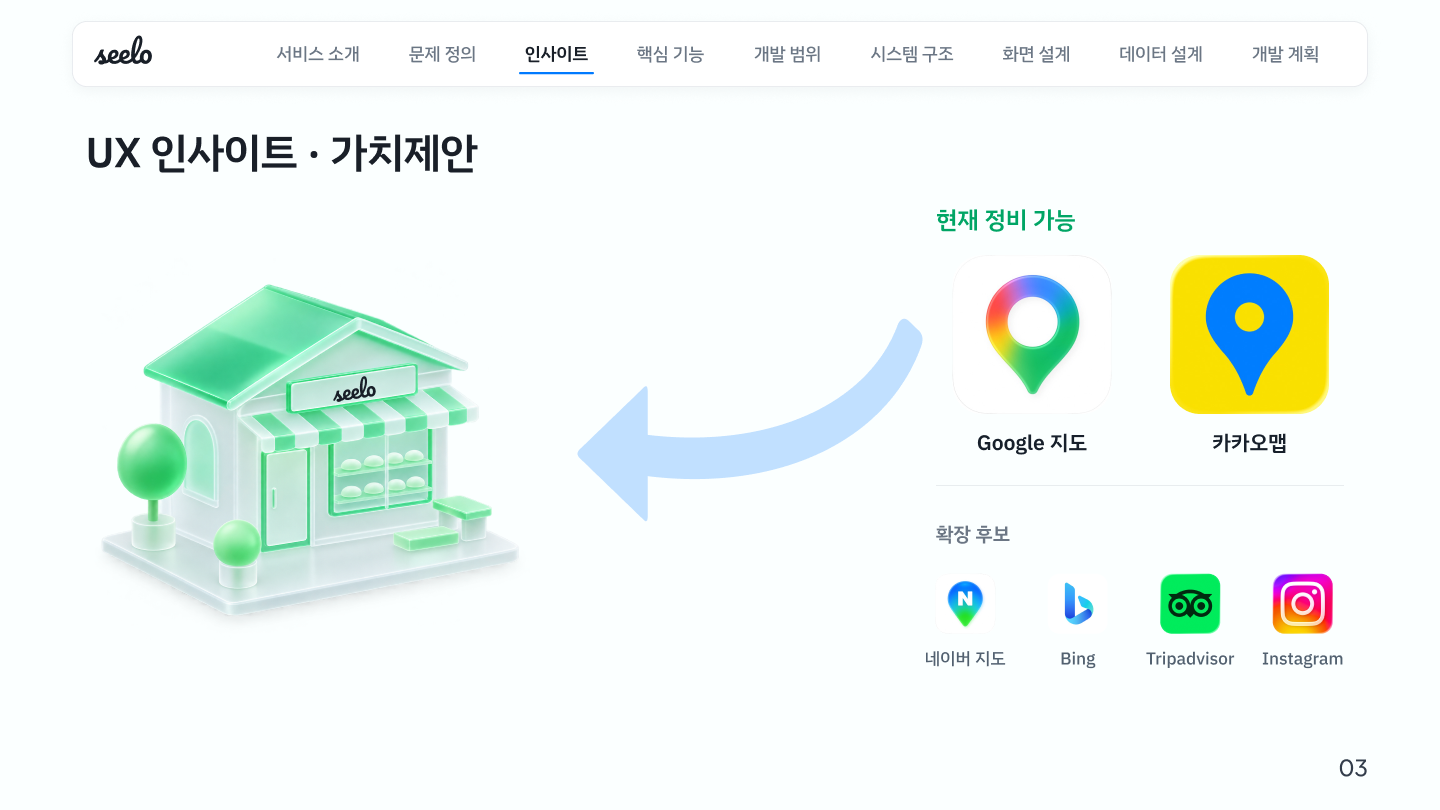 seelo
서비스 소개
문제 정의
인사이트
핵심 기능
개발 범위
시스템 구조
화면 설계
데이터 설계
개발 계획
UX 인사이트 · 가치제안
현재 정비 가능
seelo
Google 지도
카카오맵
확장 후보
N
네이버 지도
Bing
Tripadvisor
Instagram
03